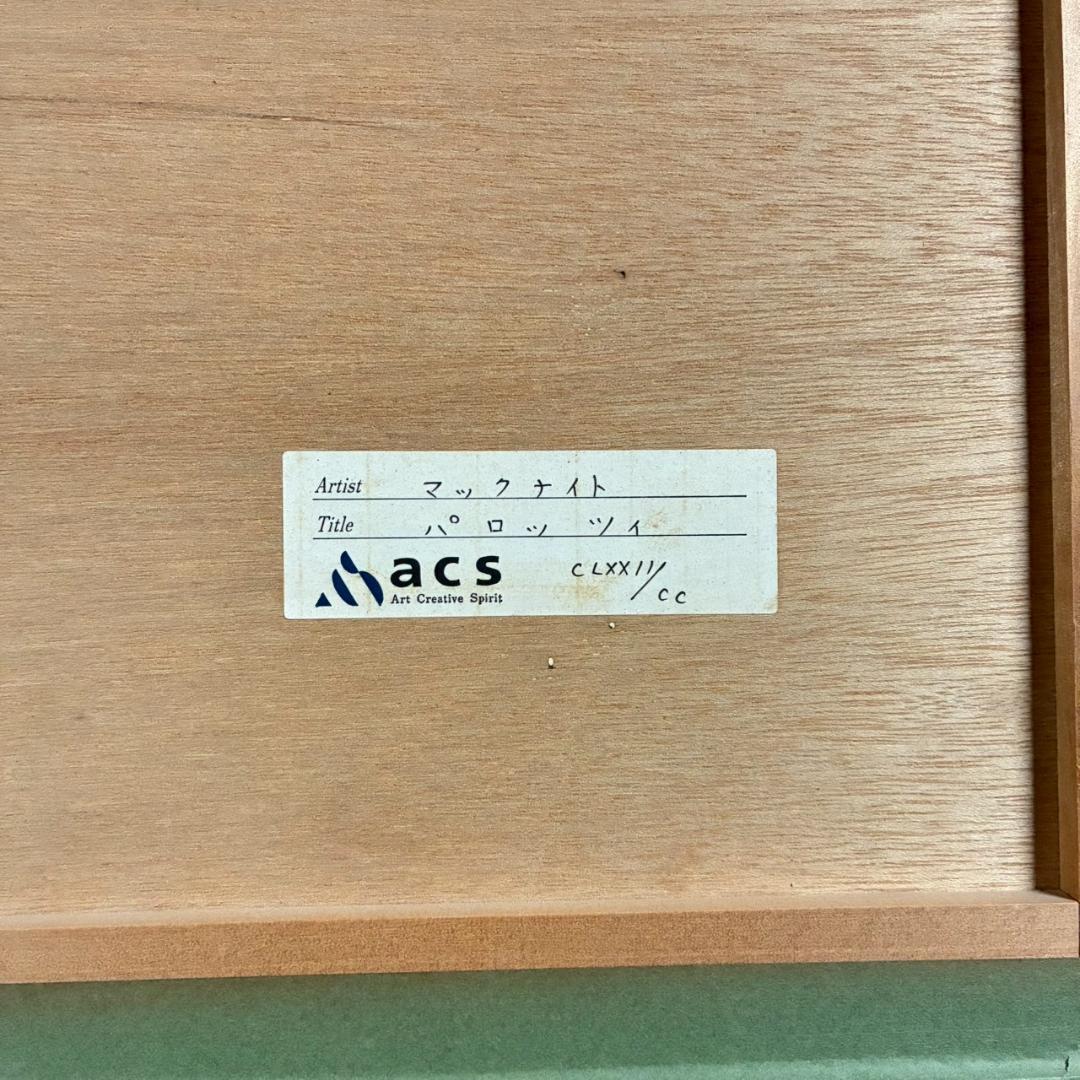 Artist マックナイト
Title パロッツィ
acs CLXXII/CC
Art Creative Spirit